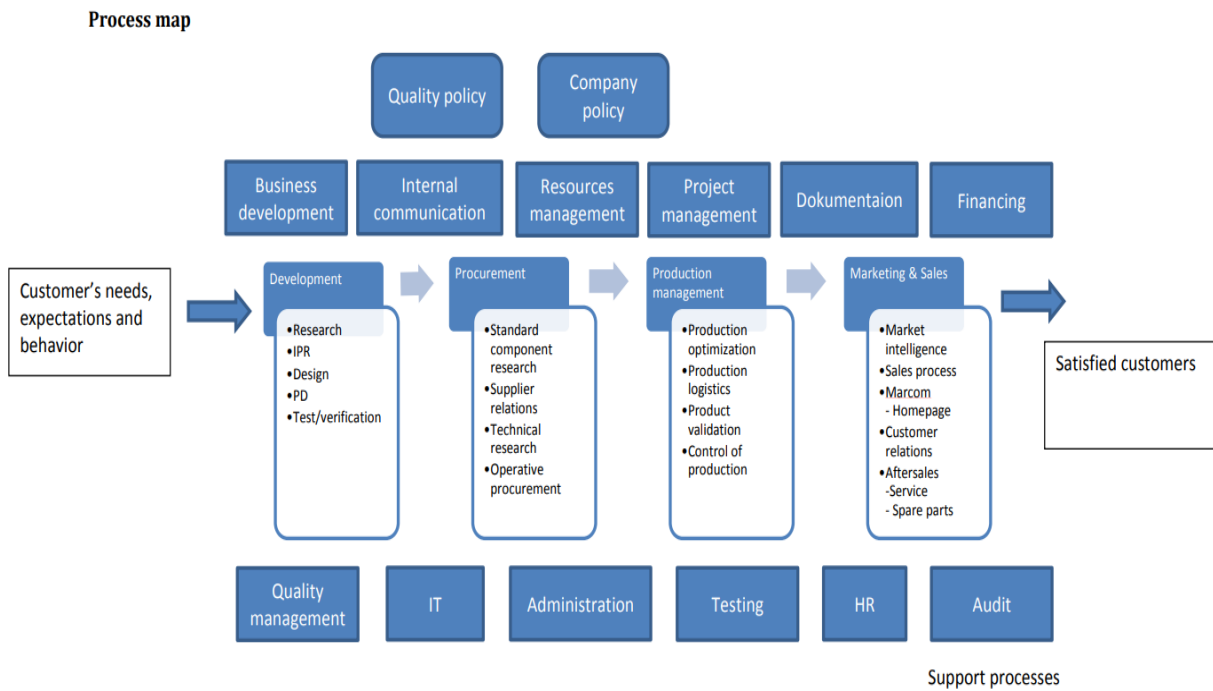 Process map
Quality policy
Company
policy
Business
development
Internal
communication
Resources
management
Project
management
Dokumentaion
Financing
Customer's needs,
expectations and
behavior
Development
•Research
•IPR
•Design
•PD
•Test/verification
Procurement
•Standard
component
research
•Supplier
relations
•Technical
research
•Operative
procurement
Production
management
•Production
optimization
•Production
logistics
•Product
validation
•Control of
production
Marketing & Sales
•Market
intelligence
•Sales process
•Marcom
- Homepage
•Customer
relations
•Aftersales
-Service
- Spare parts
Satisfied customers
Quality
management
IT
Administration
Testing
HR
Audit
Support processes